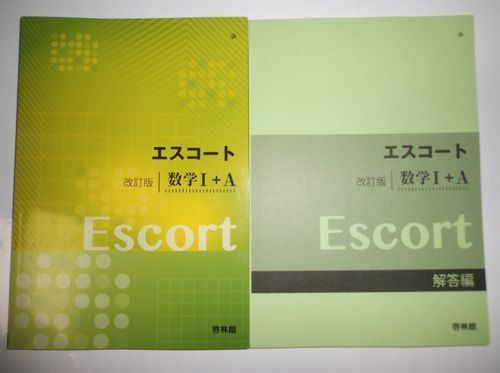 エスコート
改訂版 数学I+A
Escort
啓林館
エスコート
改訂版 数学I+A
Escort
解答編
啓林館